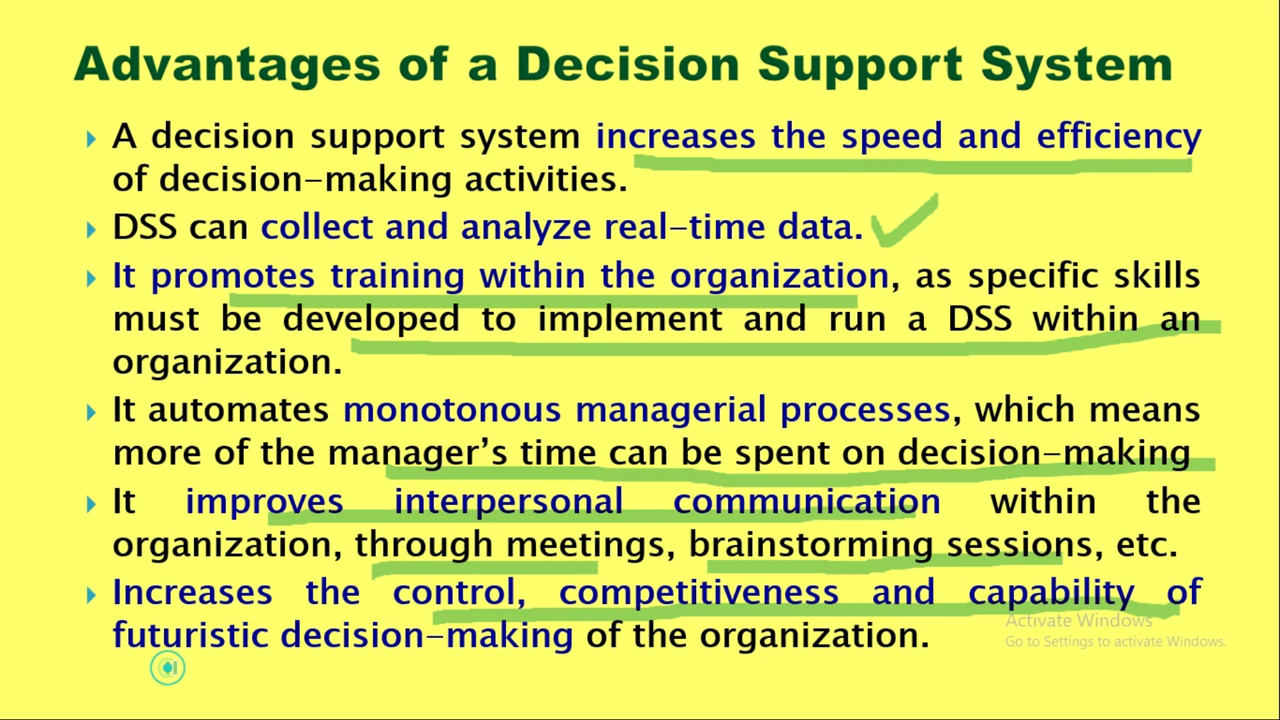 Advantages of a Decision Support System
A decision support system increases the speed and efficiency
of decision-making activities.
DSS can collect and analyze real-time data.
It promotes training within the organization, as specific skills
must be developed to implement and run a DSS within an
organization.
It automates monotonous managerial processes, which means
more of the manager's time can be spent on decision-making
It improves interpersonal communication within the
organization, through meetings, brainstorming sessions, etc.
Increases the control, competitiveness and capability of
futuristic decision-making of the organization.
Activate Windows
Go to Settings to activate Windows.